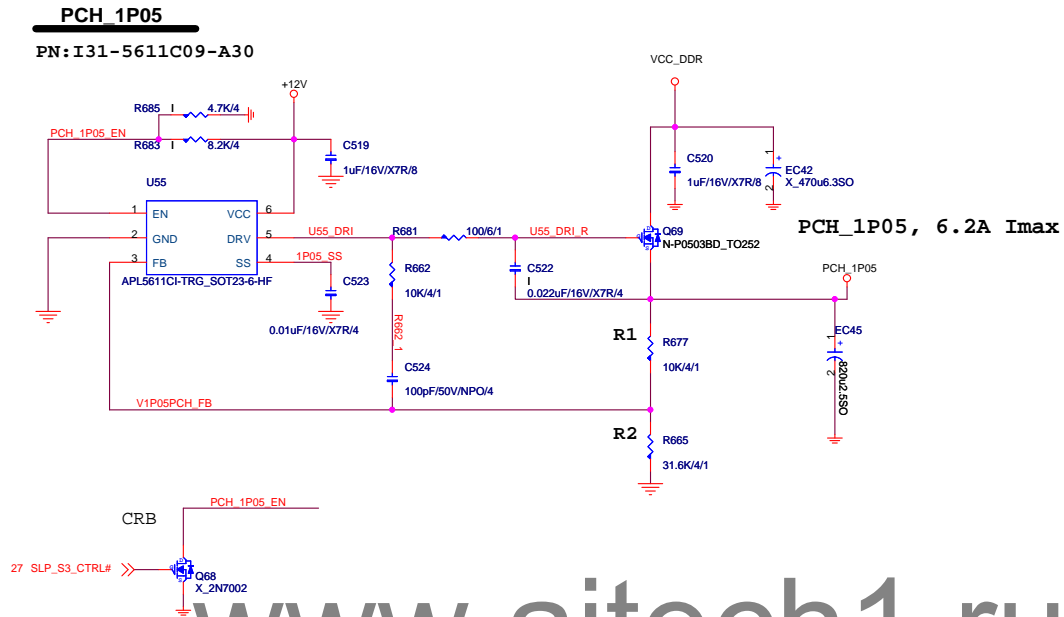 PCH_1P05
PN:I31-5611C09-A30
+12V
VCC_DDR
R685 I 4.7K/4
PCH_1P05_EN
R683 I 8.2K/4
C519
1uF/16V/X7R/8
C520
1uF/16V/X7R/8
1
+
2
EC42
X_470u6.3SO
U55
1 EN VCC 6
2 GND DRV 5
3 FB SS 4
APL5611CI-TRG_SOT23-6-HF
U55_DRI
R681 100/6/1
U55_DRI_R
Q69
N-P0503BD_TO252
PCH_1P05, 6.2A Imax
1P05_SS
C523
0.01uF/16V/X7R/4
R662
10K/4/1
C522
I
0.022uF/16V/X7R/4
PCH_1P05
R662_1
R1
R677
10K/4/1
1
+
2
EC45
820u2.5SO
C524
100pF/50V/NPO/4
V1P05PCH_FB
R2
R665
31.6K/4/1
PCH_1P05_EN
CRB
27 SLP_S3_CTRL#
Q68
X_2N7002